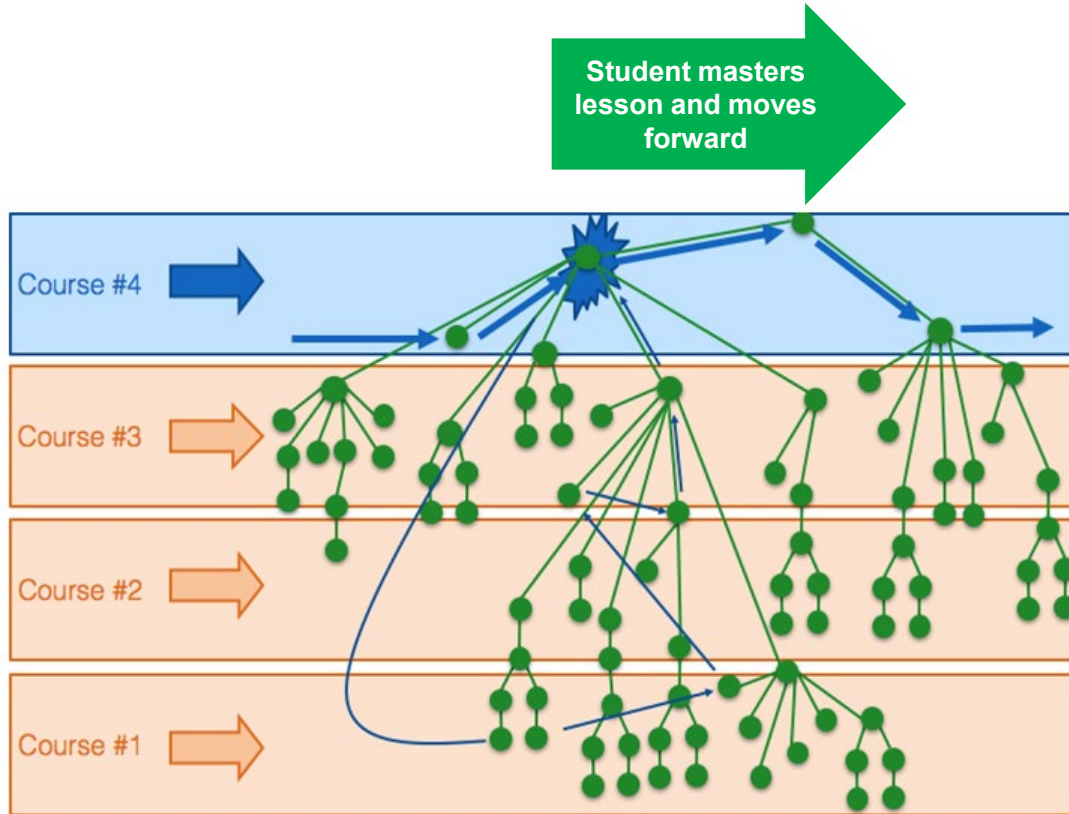 Student masters
lesson and moves
forward
Course #4
Course #3
Course #2
Course #1